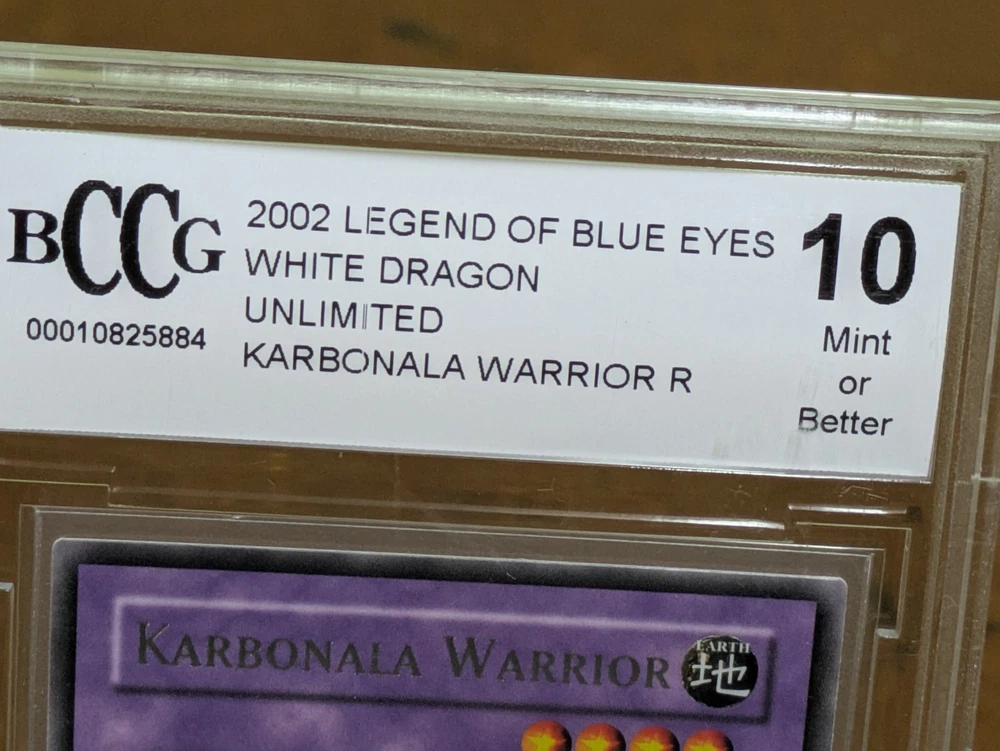 BCCG
00010825884
2002 LEGEND OF BLUE EYES
WHITE DRAGON
UNLIMITED
KARBONALA WARRIOR R
10
Mint
or
Better
KARBONALA WARRIOR
EARTH
地